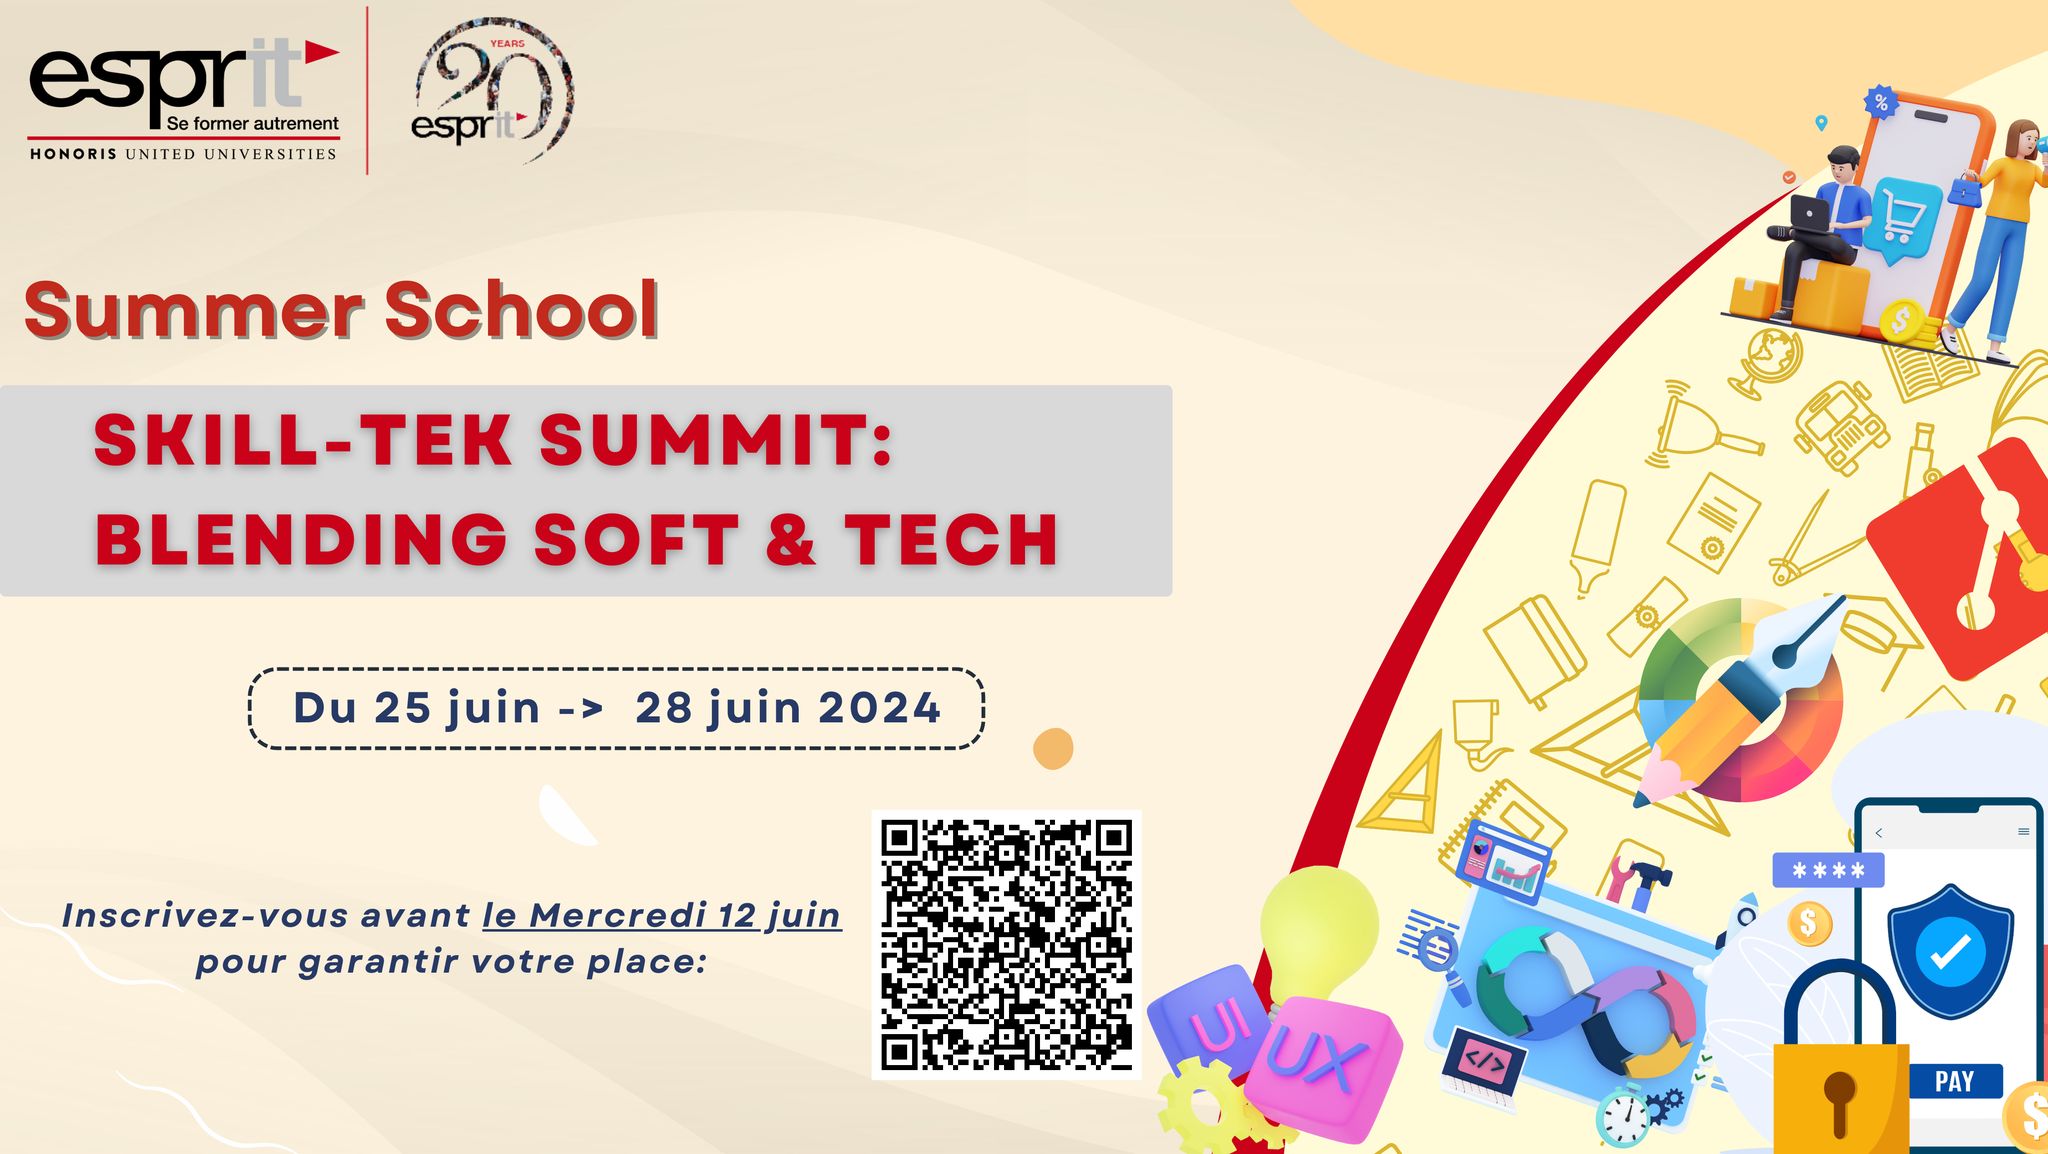 esprit
Se former autrement
HONORIS UNITED UNIVERSITIES
20
YEARS
esprit
Summer School
SKILL-TEK SUMMIT:
BLENDING SOFT & TECH
Du 25 juin -> 28 juin 2024
Inscrivez-vous avant le Mercredi 12 juin
pour garantir votre place:
%
$
UI
UX
</>
****
$
PAY
$